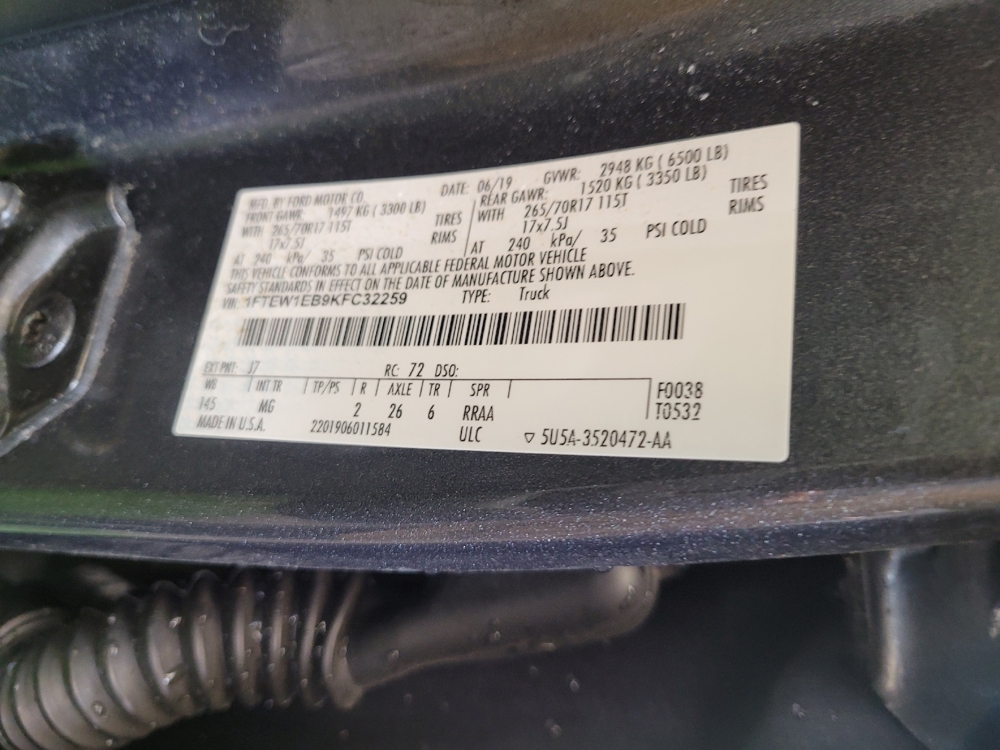 MFD. BY FORD MOTOR CO. DATE: 06/19 GVWR: 2948 KG ( 6500 LB)
FRONT GAWR: 1497 KG ( 3300 LB) REAR GAWR: 1520 KG ( 3350 LB)
WITH 265/70R17 115T TIRES WITH 265/70R17 115T TIRES
17x7.5J RIMS 17x7.5J RIMS
AT 240 kPa/ 35 PSI COLD AT 240 kPa/ 35 PSI COLD
THIS VEHICLE CONFORMS TO ALL APPLICABLE FEDERAL MOTOR VEHICLE
SAFETY STANDARDS IN EFFECT ON THE DATE OF MANUFACTURE SHOWN ABOVE.
VIN: 1FTEW1EB9KFC32259 TYPE: Truck
EXT PNT: J7 RC: 72 DSO:
WB INT TR TP/PS R AXLE TR SPR F0038
145 MG 2 26 6 RRAA T0532
MADE IN U.S.A. 2201906011584 ULC ▽ 5U5A-3520472-AA